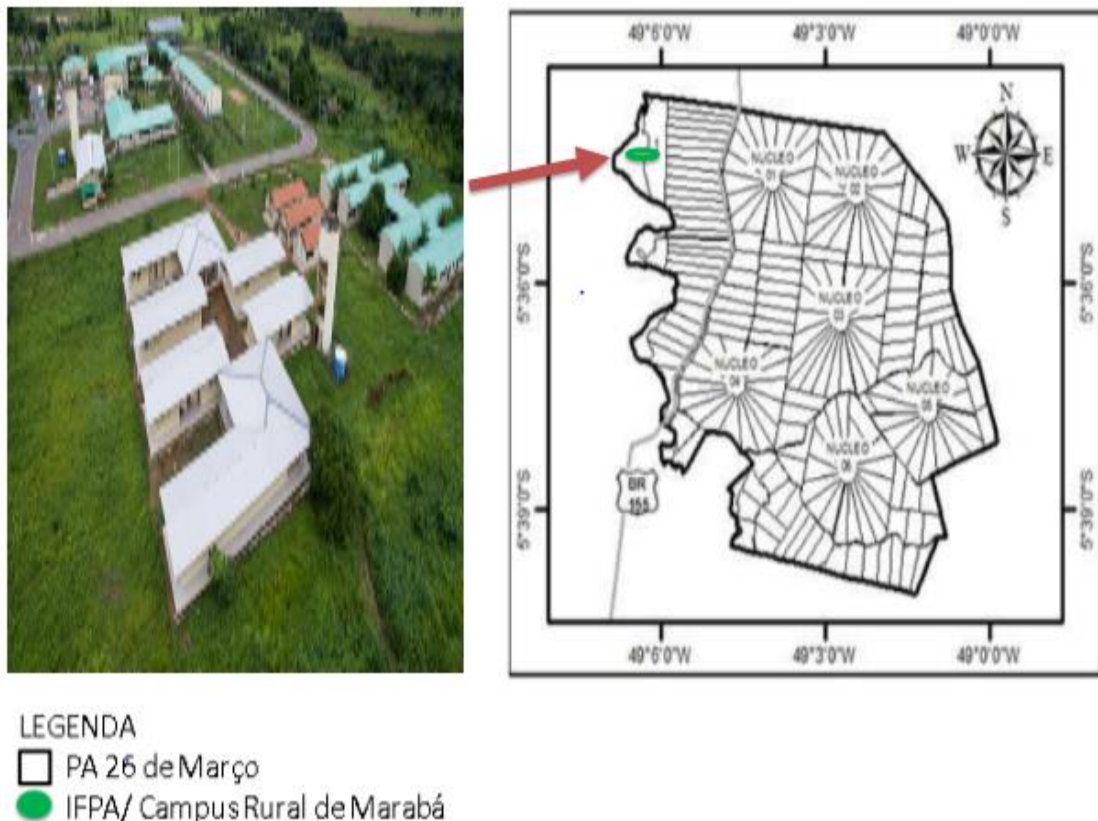 49°6'0"W 49°3'0"W 49°0'0"W
N
W E
S
NUCLEO
01
NUCLEO
02
5°36'0"S 5°36'0"S
NUCLEO
03
NUCLEO
04
NUCLEO
05
NUCLEO
06
BR
155
5°39'0"S 5°39'0"S
49°6'0"W 49°3'0"W 49°0'0"W
LEGENDA
PA 26 de Março
IFPA/ Campus Rural de Marabá